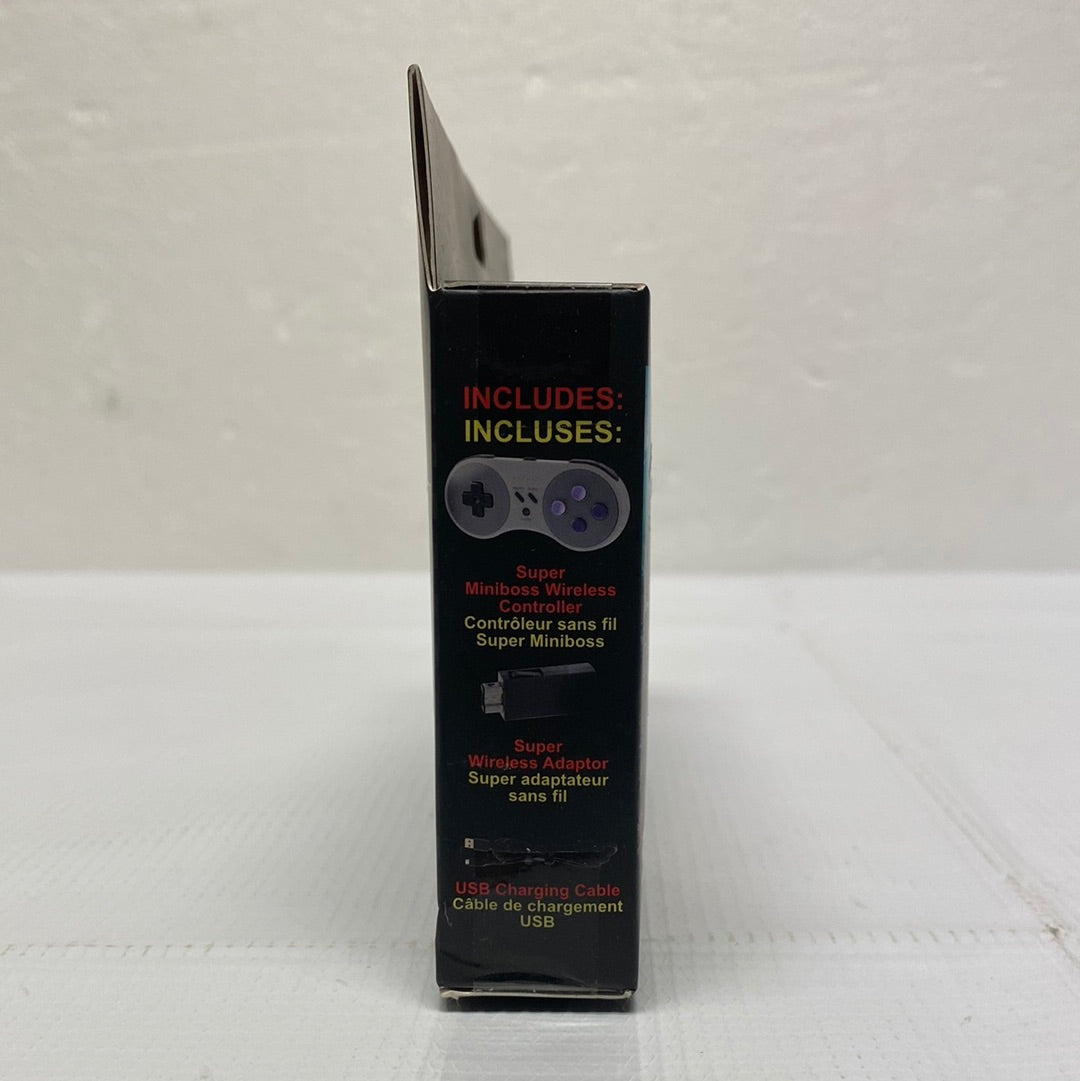 INCLUDES:
INCLUSES:
Super
Miniboss Wireless
Controller
Contrôleur sans fil
Super Miniboss
Super
Wireless Adaptor
Super adaptateur
sans fil
USB Charging Cable
Câble de chargement
USB